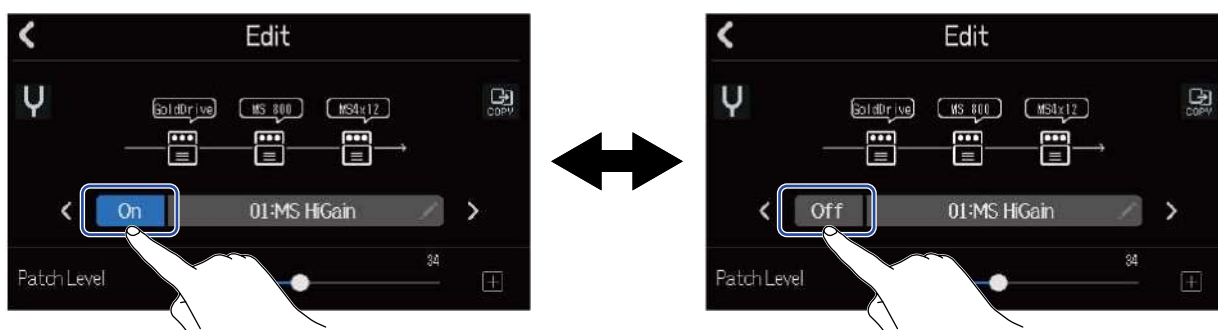 Edit
COPY
GoldDrive MS 800 MS4x12
On 01:MS HiGain
34
Patch Level
Edit
COPY
GoldDrive MS 800 MS4x12
Off 01:MS HiGain
34
Patch Level